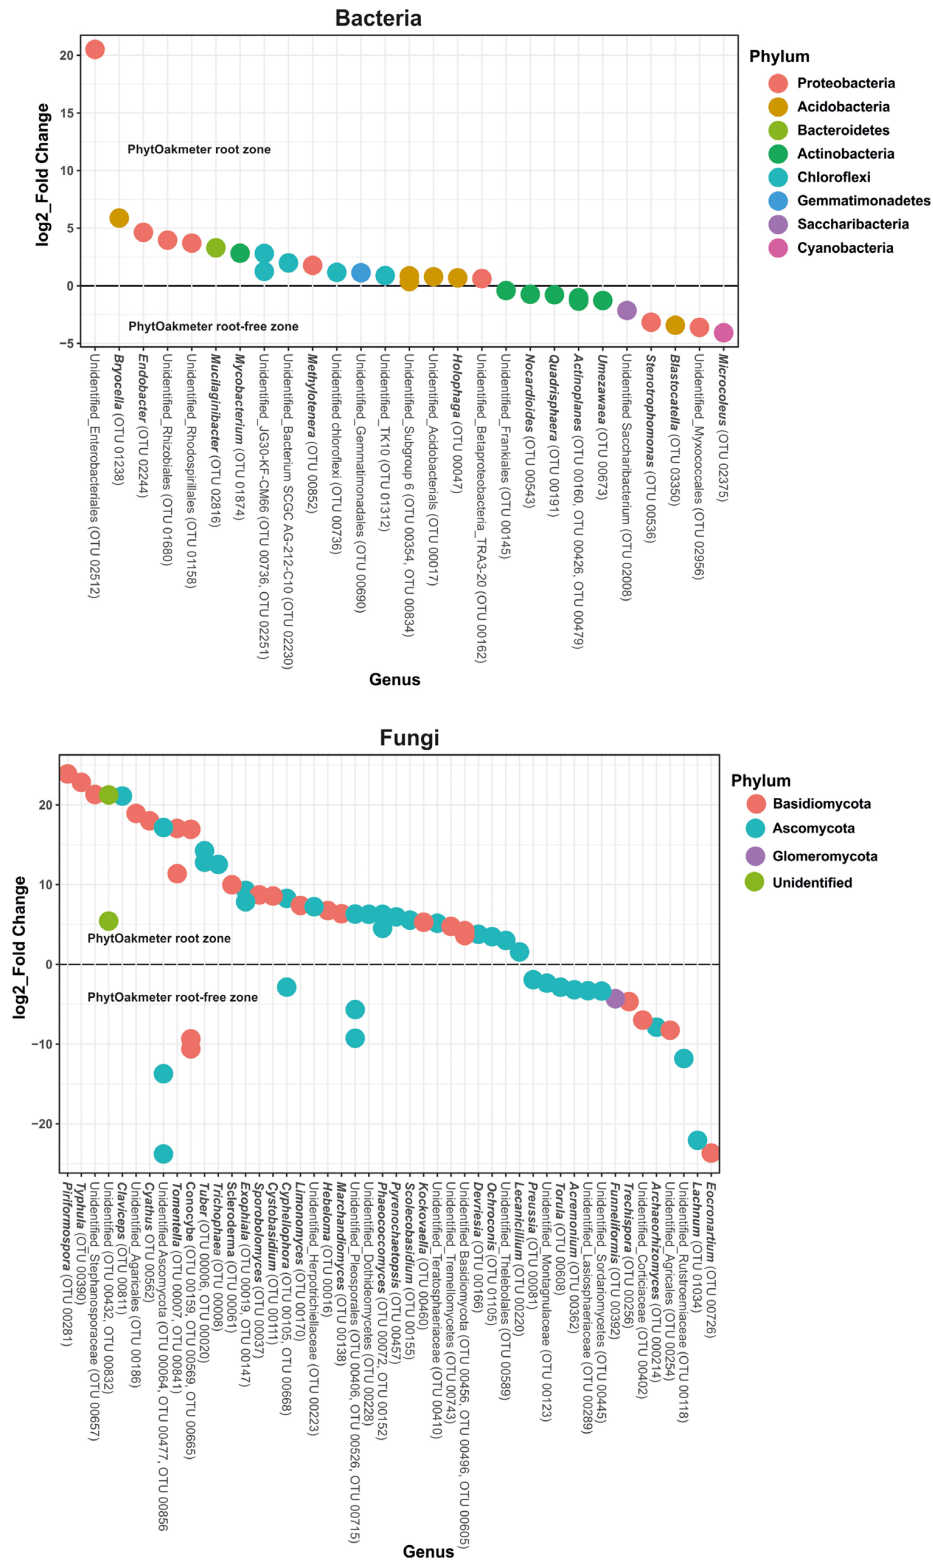 Bacteria
log2_Fold Change
20
15
10
5
0
−5
PhytOakmeter root zone
PhytOakmeter root-free zone
Phylum
Proteobacteria
Acidobacteria
Bacteroidetes
Actinobacteria
Chloroflexi
Gemmatimonadetes
Saccharibacteria
Cyanobacteria
Unidentified_Enterobacteriales (OTU 02512)
Bryocella (OTU 01238)
Endobacter (OTU 02244)
Unidentified_Rhizobiales (OTU 01680)
Unidentified_Rhodospirillales (OTU 01158)
Mucilaginibacter (OTU 02816)
Mycobacterium (OTU 01874)
Unidentified_JG30-KF-CM66 (OTU 00736, OTU 02251)
Unidentified_Bacterium SCGC AG-212-C10 (OTU 02230)
Methylotenera (OTU 00852)
Unidentified chloroflexi (OTU 00736)
Unidentified_Gemmatimonadales (OTU 00690)
Unidentified_TK10 (OTU 01312)
Unidentified_Subgroup 6 (OTU 00354, OTU 00834)
Unidentified_Acidobacterials (OTU 00017)
Holophaga (OTU 00047)
Unidentified_Betaproteobacteria_TRA3-20 (OTU 00162)
Unidentified_Frankiales (OTU 00145)
Nocardioides (OTU 00543)
Quadrisphaera (OTU 00191)
Actinoplanes (OTU 00160, OTU 00426, OTU 00479)
Umezawaea (OTU 00673)
Unidentified Saccharibacterium (OTU 02008)
Stenotrophomonas (OTU 00536)
Blastocatella (OTU 03350)
Unidentified_Myxococcales (OTU 02956)
Microcoleus (OTU 02375)
Genus
Fungi
log2_Fold Change
20
10
0
−10
−20
PhytOakmeter root zone
PhytOakmeter root-free zone
Phylum
Basidiomycota
Ascomycota
Glomeromycota
Unidentified
Piriformospora (OTU 00281)
Typhula (OTU 00390)
Unidentified_Stephanosporaceae (OTU 00657)
Unidentified (OTU 00432, OTU 00832)
Claviceps (OTU 00811)
Unidentified_Agaricales (OTU 00186)
Cyathus OTU 00562)
Unidentified Ascomycota (OTU 00064, OTU 00477, OTU 00856
Tomentella (OTU 00007, OTU 00841)
Conocybe (OTU 00159, OTU 00569, OTU 00665)
Tuber (OTU 00006, OTU 00020)
Trichophaea (OTU 00008)
Scleroderma (OTU 00061)
Exophiala (OTU 00019, OTU 00147)
Sporobolomyces (OTU 00037)
Cystobasidium (OTU 00111)
Cyphellophora (OTU 00105, OTU 00668)
Limonomyces (OTU 00170)
Unidentified_Herpotrichiellaceae (OTU 00223)
Hebeloma (OTU 00016)
Marchandiomyces (OTU 00138)
Unidentified_Pleosporales (OTU 00406, OTU 00526, OTU 00715)
Unidentified_Dothideomycetes (OTU 00228)
Phaeococcomyces (OTU 00072, OTU 00152)
Pyrenochaetopsis (OTU 00457)
Scolecobasidium (OTU 00155)
Kockovaella (OTU 00460)
Unidentified_Teratosphaeriaceae (OTU 00410)
Unidentified_Tremellomycetes (OTU 00743)
Unidentified Basidiomycota (OTU 00456, OTU 00496, OTU 00605)
Devriesia (OTU 00166)
Ochroconis (OTU 01105)
Unidentified_Thelebolales (OTU 00589)
Lecanicillium (OTU 00220)
Preussia (OTU 00081)
Unidentified_Montagnulaceae (OTU 00123)
Torula (OTU 00608)
Acremonium (OTU 00362)
Unidentified_Lasiosphaeriaceae (OTU 00289)
Unidentified_Sordariomycetes (OTU 00445)
Funneliformis (OTU 00392)
Trechispora (OTU 00256)
Unidentified_Corticiaceae (OTU 00402)
Archaeorhizomyces (OTU 000214)
Unidentified_Agricales (OTU 00254)
Unidentified_Rutstroemiaceae (OTU 00118)
Lachnum (OTU 01034)
Eocronartium (OTU 00726)
Genus